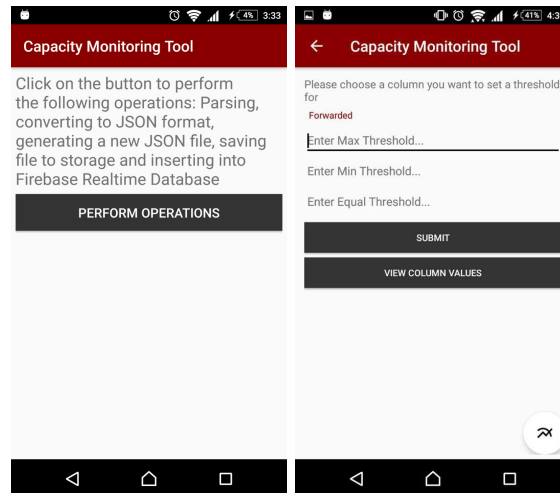 4% 3:33
Capacity Monitoring Tool
Click on the button to perform
the following operations: Parsing,
converting to JSON format,
generating a new JSON file, saving
file to storage and inserting into
Firebase Realtime Database
PERFORM OPERATIONS
41% 4:3
Capacity Monitoring Tool
Please choose a column you want to set a threshold
for
Forwarded
Enter Max Threshold...
Enter Min Threshold...
Enter Equal Threshold...
SUBMIT
VIEW COLUMN VALUES